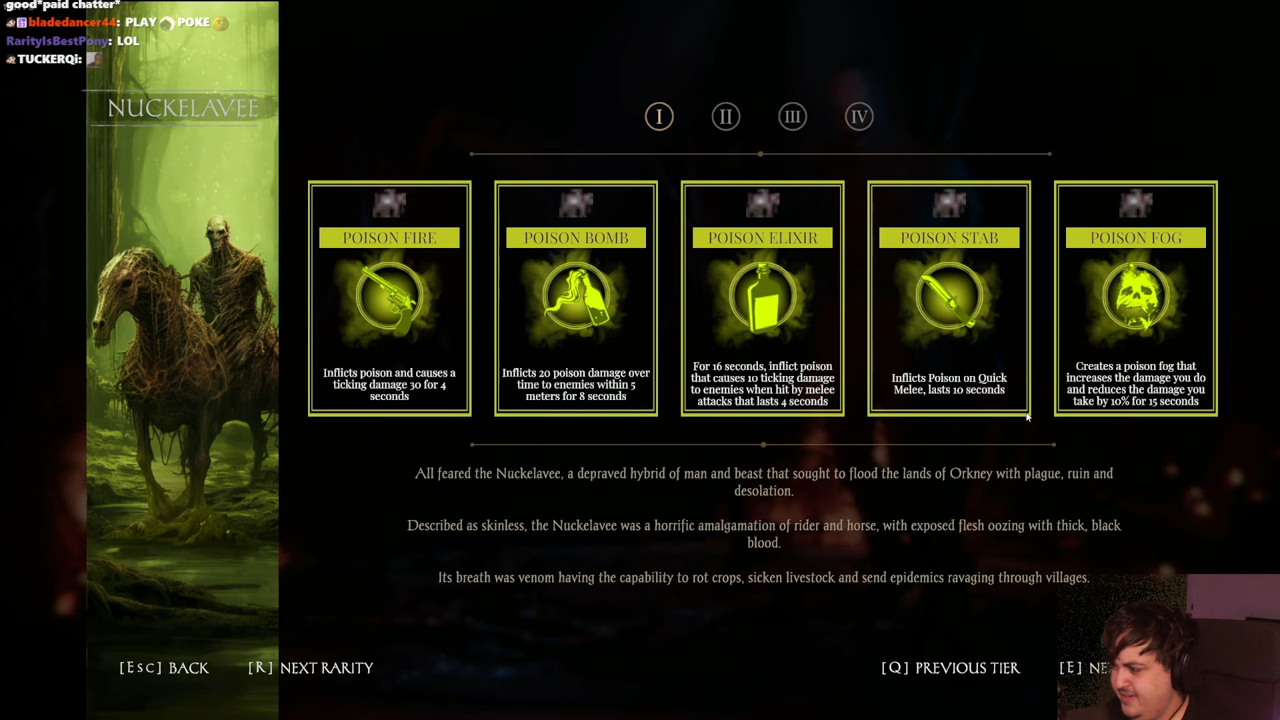 good*paid chatter*
bladedancer44: PLAY POKE
RarityIsBestPony: LOL
TUCKERQi:
NUCKELAVEE
I II III IV
POISON FIRE
Inflicts poison and causes a
ticking damage 30 for 4
seconds
POISON BOMB
Inflicts 20 poison damage over
time to enemies within 5
meters for 8 seconds
POISON ELIXIR
For 16 seconds, inflict poison
that causes 10 ticking damage
to enemies when hit by melee
attacks that lasts 4 seconds
POISON STAB
Inflicts Poison on Quick
Melee, lasts 10 seconds
POISON FOG
Creates a poison fog that
increases the damage you do
and reduces the damage you
take by 10% for 15 seconds
All feared the Nuckelavee, a depraved hybrid of man and beast that sought to flood the lands of Orkney with plague, ruin and
desolation.
Described as skinless, the Nuckelavee was a horrific amalgamation of rider and horse, with exposed flesh oozing with thick, black
blood.
Its breath was venom having the capability to rot crops, sicken livestock and send epidemics ravaging through villages.
[Esc] BACK [R] NEXT RARITY [Q] PREVIOUS TIER [E] NE